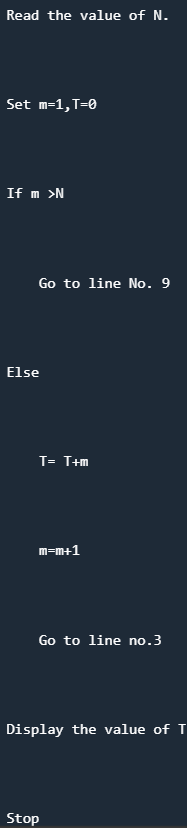 Read the value of N.
Set m=1,T=0
If m >N
Go to line No. 9
Else
T= T+m
m=m+1
Go to line no.3
Display the value of T
Stop